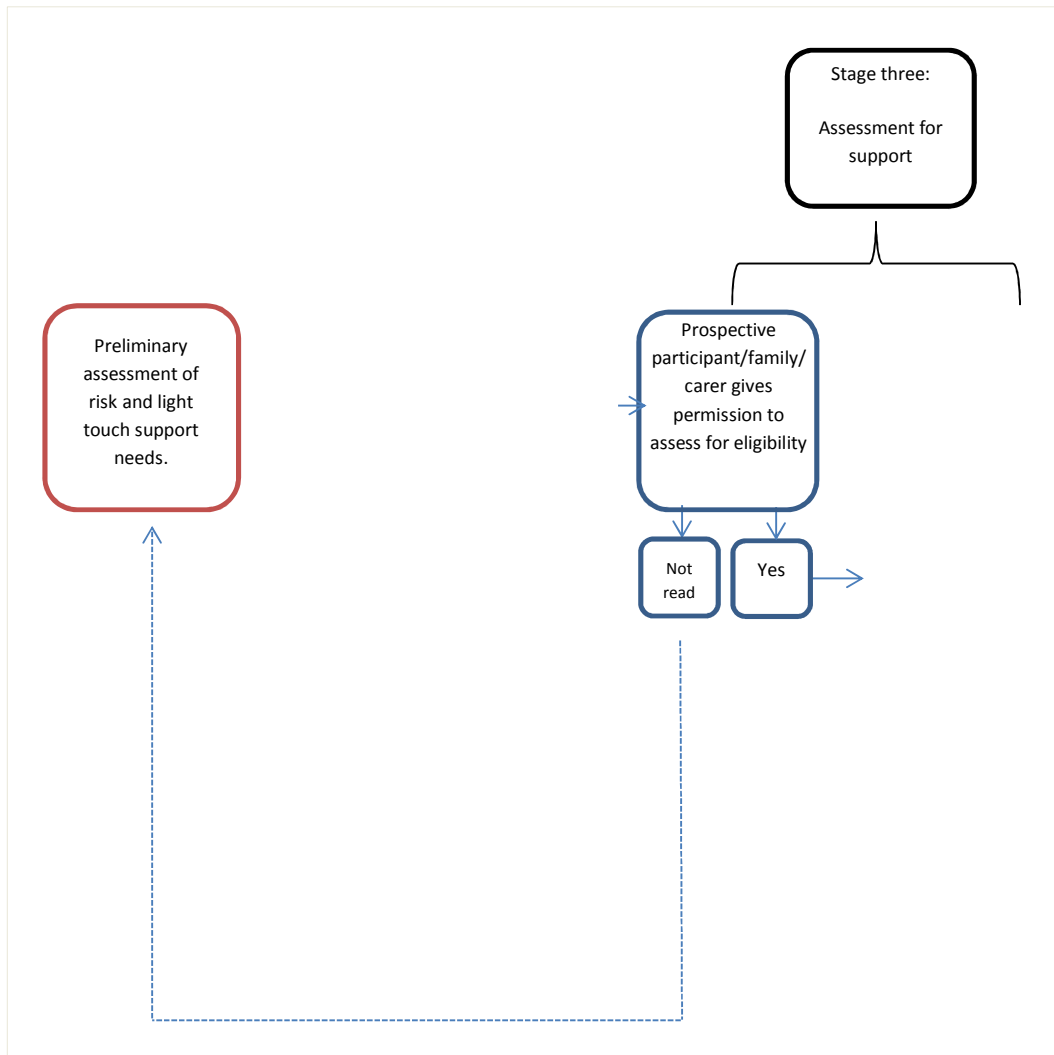 Stage three:
Assessment for
support
Preliminary
assessment of
risk and light
touch support
needs.
Prospective
participant/family/
carer gives
permission to
assess for eligibility
Not
read
Yes